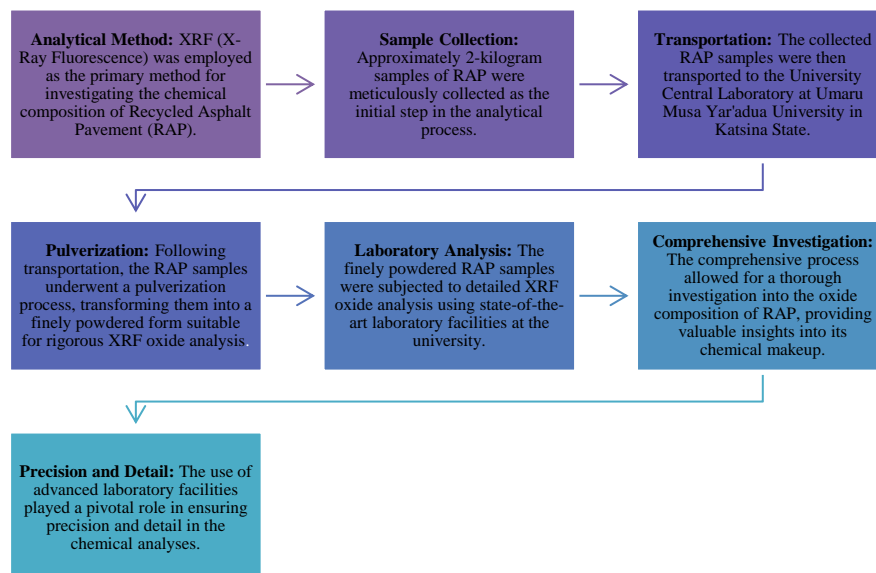 Analytical Method: XRF (X-
Ray Fluorescence) was employed
as the primary method for
investigating the chemical
composition of Recycled Asphalt
Pavement (RAP).
Sample Collection:
Approximately 2-kilogram
samples of RAP were
meticulously collected as the
initial step in the analytical
process.
Transportation: The collected
RAP samples were then
transported to the University
Central Laboratory at Umaru
Musa Yar'adua University in
Katsina State.
Pulverization: Following
transportation, the RAP samples
underwent a pulverization
process, transforming them into a
finely powdered form suitable
for rigorous XRF oxide analysis.
Laboratory Analysis: The
finely powdered RAP samples
were subjected to detailed XRF
oxide analysis using state-of-the-
art laboratory facilities at the
university.
Comprehensive Investigation:
The comprehensive process
allowed for a thorough
investigation into the oxide
composition of RAP, providing
valuable insights into its
chemical makeup.
Precision and Detail: The use of
advanced laboratory facilities
played a pivotal role in ensuring
precision and detail in the
chemical analyses.